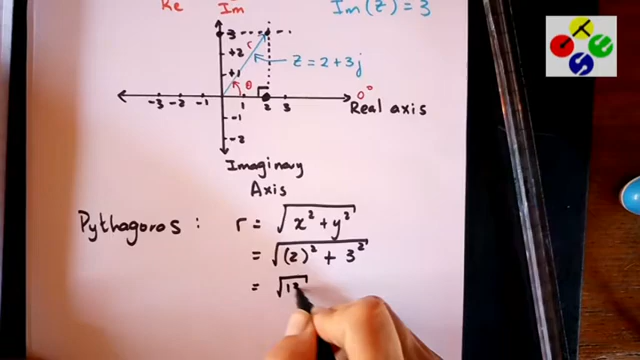 Re Im Im(z) = 3
3
+2 r z = 2+3j
+1 θ 0°
-3 -2 -1 1 2 3 Real axis
-1
-2
Imaginary
Axis
Pythagoros : r = √x² + y²
= √(2)² + 3²
= √13